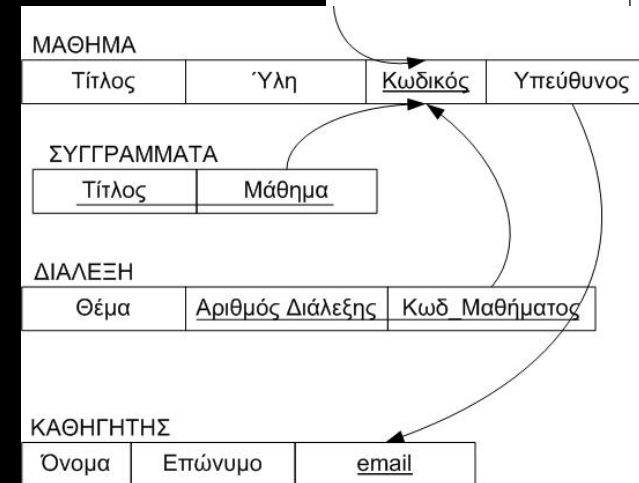 ΜΑΘΗΜΑ
Τίτλος Ύλη Κωδικός Υπεύθυνος
ΣΥΓΓΡΑΜΜΑΤΑ
Τίτλος Μάθημα
ΔΙΑΛΕΞΗ
Θέμα Αριθμός Διάλεξης Κωδ_Μαθήματος
ΚΑΘΗΓΗΤΗΣ
Όνομα Επώνυμο email